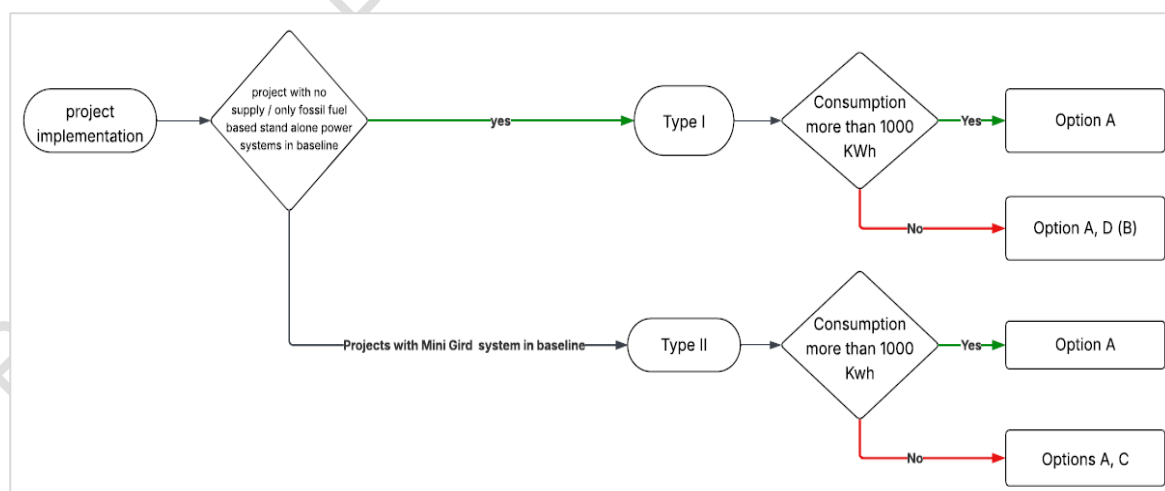 project
implementation
project with no
supply / only fossil fuel
based stand alone power
systems in baseline
yes
Type I
Consumption
more than 1000
KWh
Yes
Option A
No
Option A, D (B)
Projects with Mini Gird system in baseline
Type II
Consumption
more than 1000
Kwh
Yes
Option A
No
Options A, C